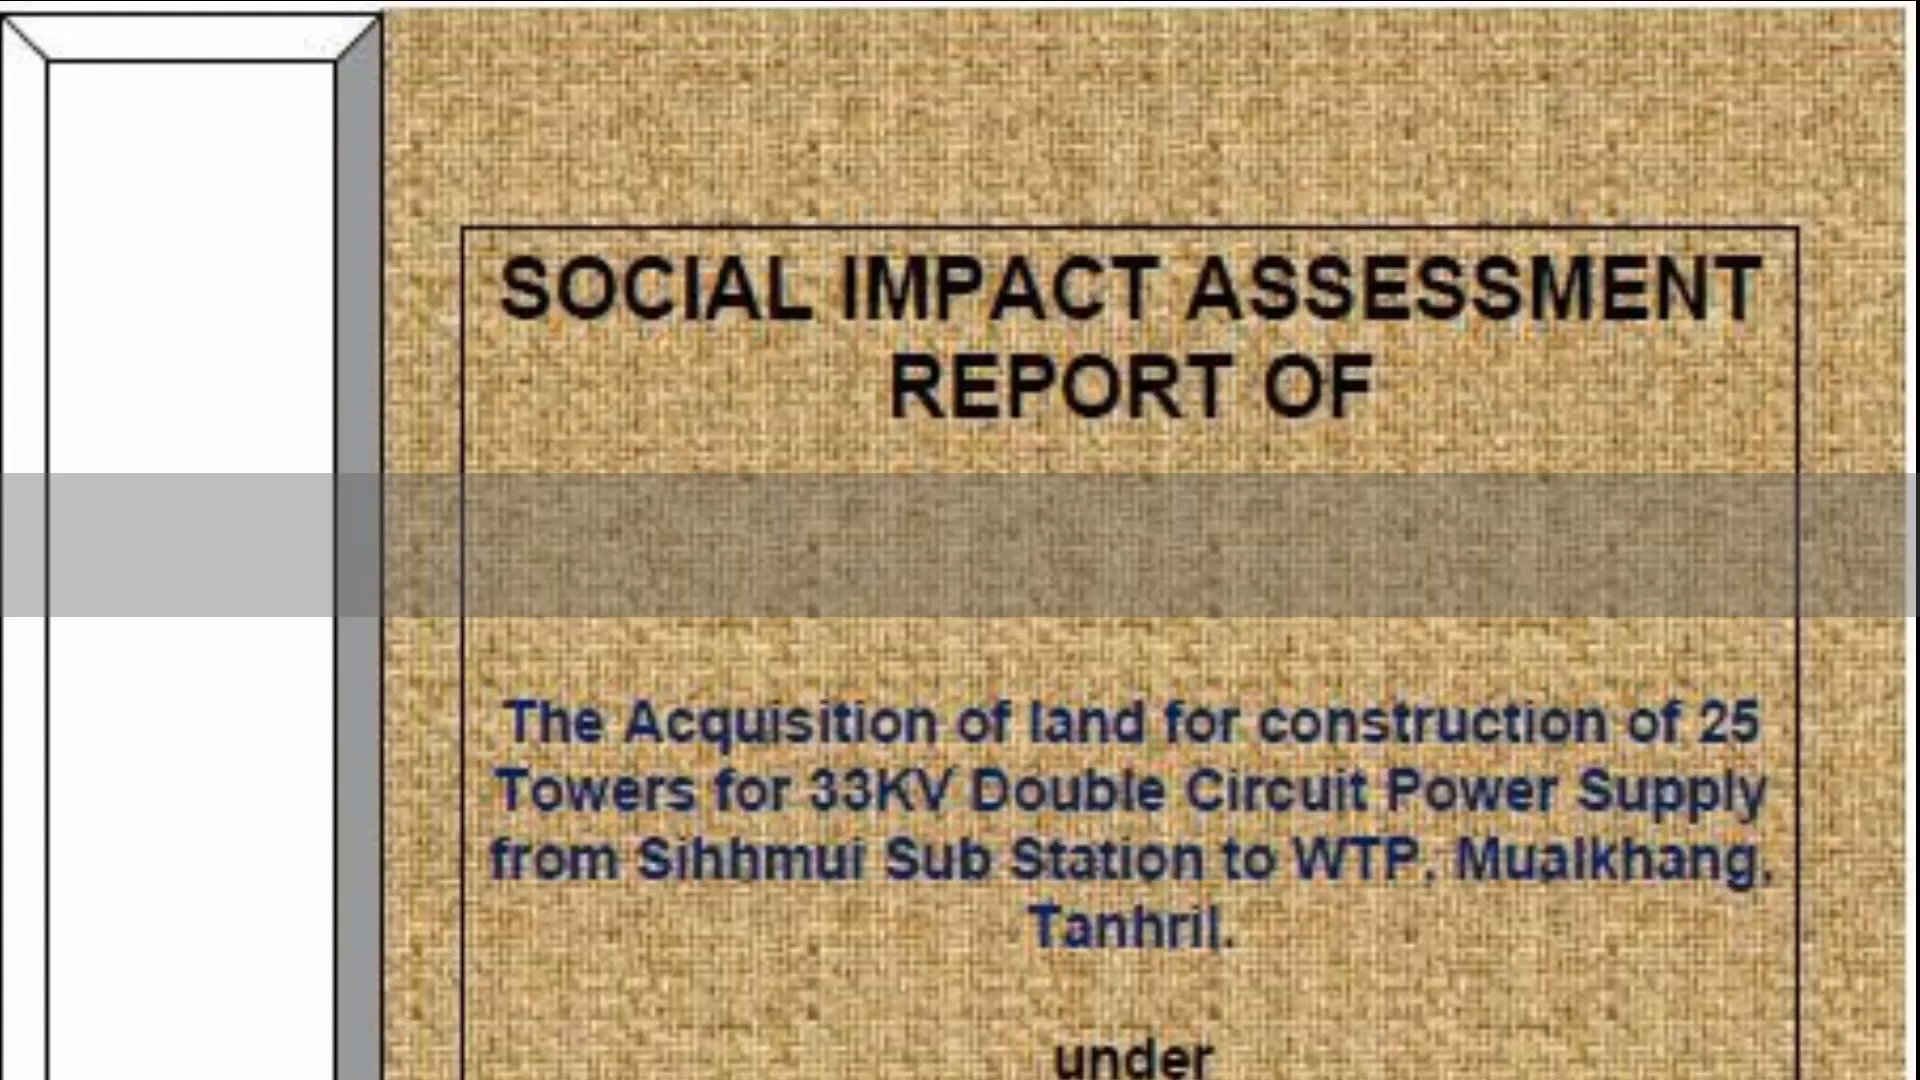 SOCIAL IMPACT ASSESSMENT
REPORT OF
The Acquisition of land for construction of 25
Towers for 33KV Double Circuit Power Supply
from Sihhmui Sub Station to WTP, Mualkhang,
Tanhril.
under